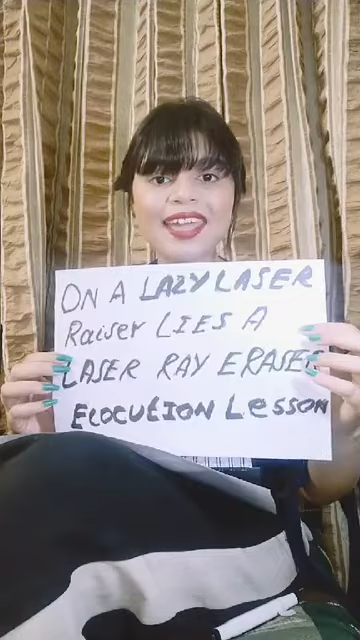 ON A LAZY LASER
Raiser LIES A
LASER RAY ERASER
ELOCUTION Lesson